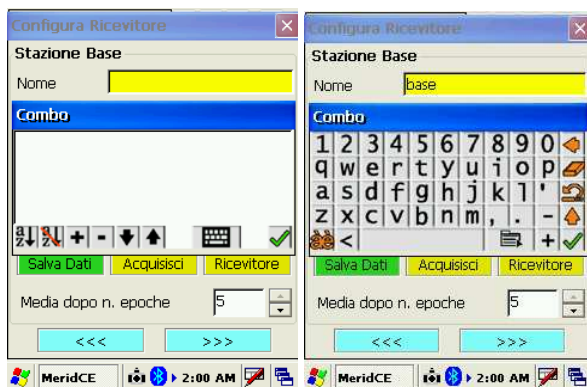 Configura Ricevitore
Stazione Base
Nome
Combo
Salva Dati Acquisisci Ricevitore
Media dopo n. epoche 5
<<< >>>
MeridCE 2:00 AM
Configura Ricevitore
Stazione Base
Nome base
Combo
1 2 3 4 5 6 7 8 9 0
q w e r t y u i o p
a s d f g h j k l '
z x c v b n m , . -
àè < +
Salva Dati Acquisisci Ricevitore
Media dopo n. epoche 5
<<< >>>
MeridCE 2:00 AM